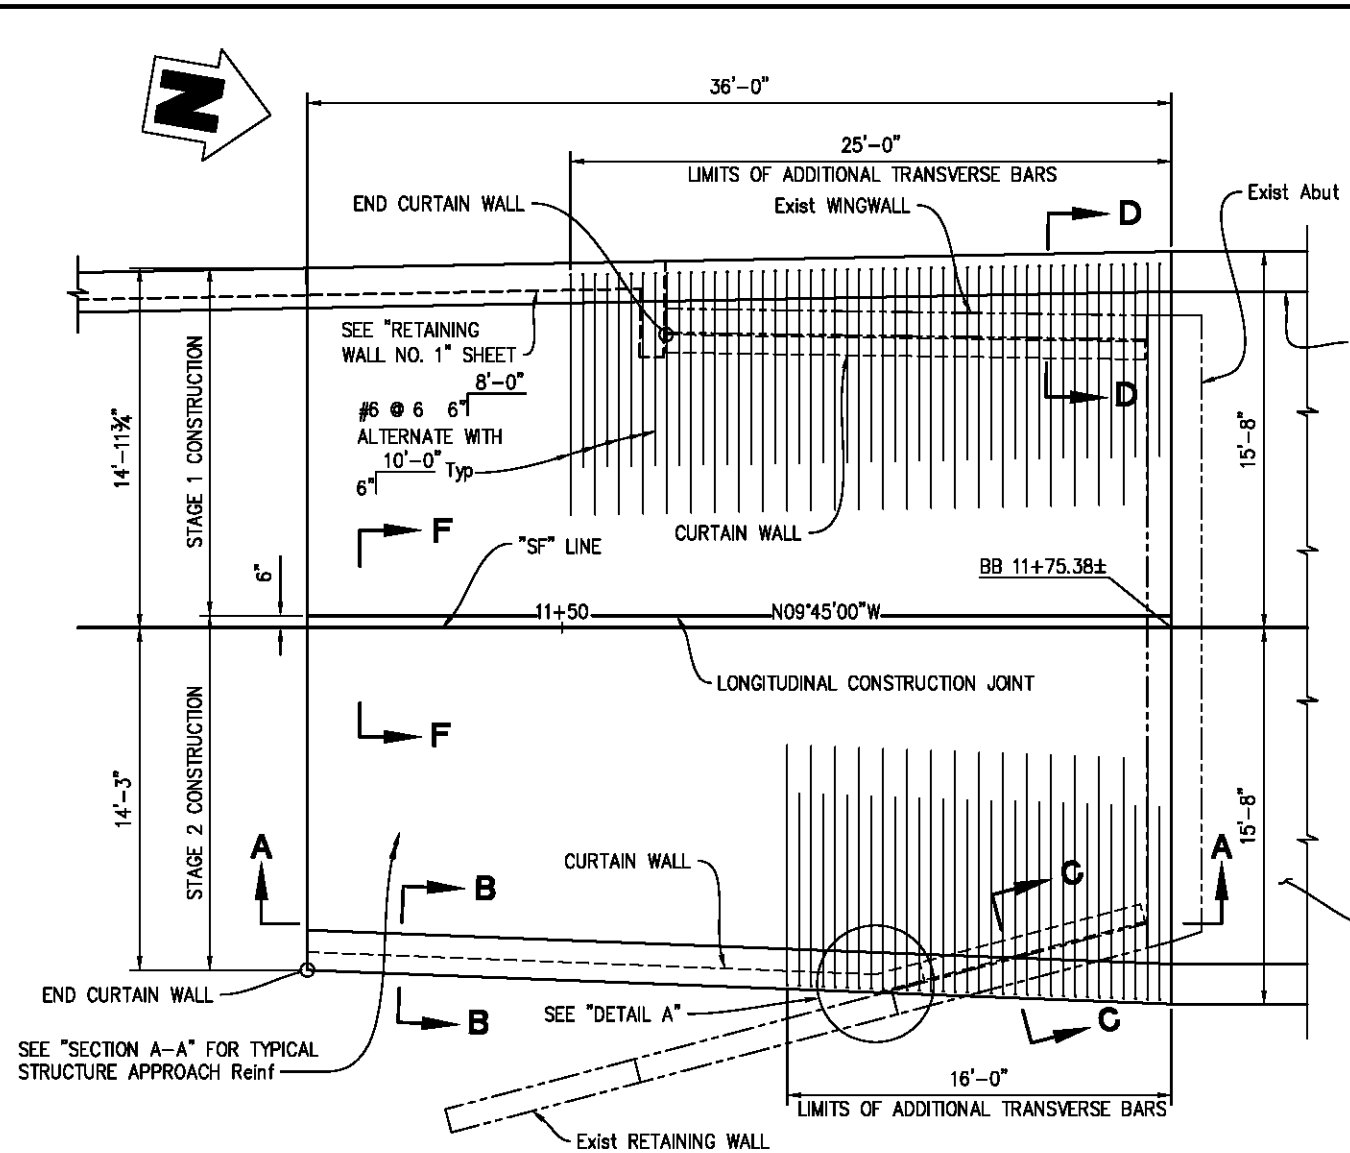 N
36'-0"
25'-0"
LIMITS OF ADDITIONAL TRANSVERSE BARS
END CURTAIN WALL
Exist WINGWALL
D
Exist Abut
SEE "RETAINING
WALL NO. 1" SHEET
8'-0"
#6 @ 6 6"
ALTERNATE WITH
10'-0" Typ
6"
D
14'-11¾"
STAGE 1 CONSTRUCTION
15'-8"
F
"SF" LINE
CURTAIN WALL
BB 11+75.38±
6"
11+50
N09°45'00"W
LONGITUDINAL CONSTRUCTION JOINT
F
14'-3"
STAGE 2 CONSTRUCTION
15'-8"
A
CURTAIN WALL
B
C
A
END CURTAIN WALL
SEE "DETAIL A"
B
C
SEE "SECTION A-A" FOR TYPICAL
STRUCTURE APPROACH Reinf
16'-0"
LIMITS OF ADDITIONAL TRANSVERSE BARS
Exist RETAINING WALL